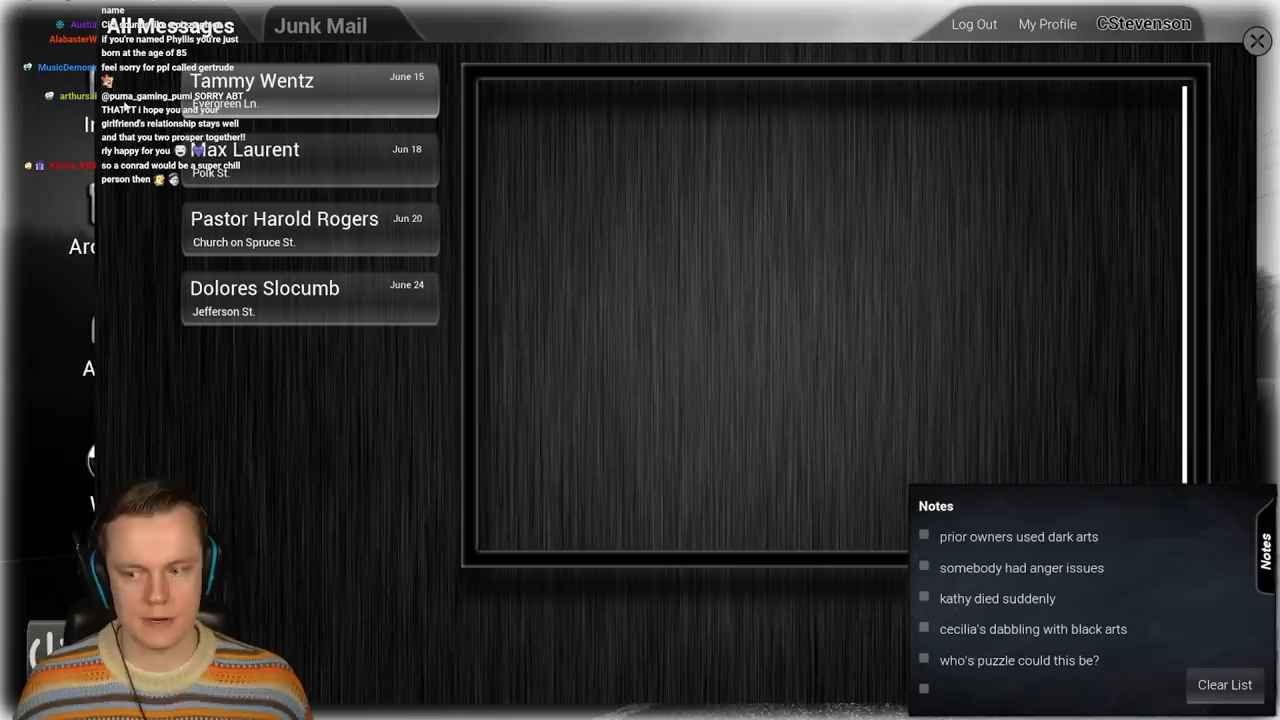 name
All Messages
Junk Mail
Log Out
My Profile
CStevenson
if you're named Phyllis you're just
born at the age of 85
feel sorry for ppl called gertrude
@puma_gaming_pumi SORRY ABT
THATTT i hope you and your
girlfriend's relationship stays well
and that you two prosper together!!
rly happy for you
so a conrad would be a super chill
person then
Tammy Wentz
June 15
Evergreen Ln.
Max Laurent
Jun 18
Polk St.
Pastor Harold Rogers
Jun 20
Church on Spruce St.
Dolores Slocumb
June 24
Jefferson St.
Notes
prior owners used dark arts
somebody had anger issues
kathy died suddenly
cecilia's dabbling with black arts
who's puzzle could this be?
Clear List
Notes